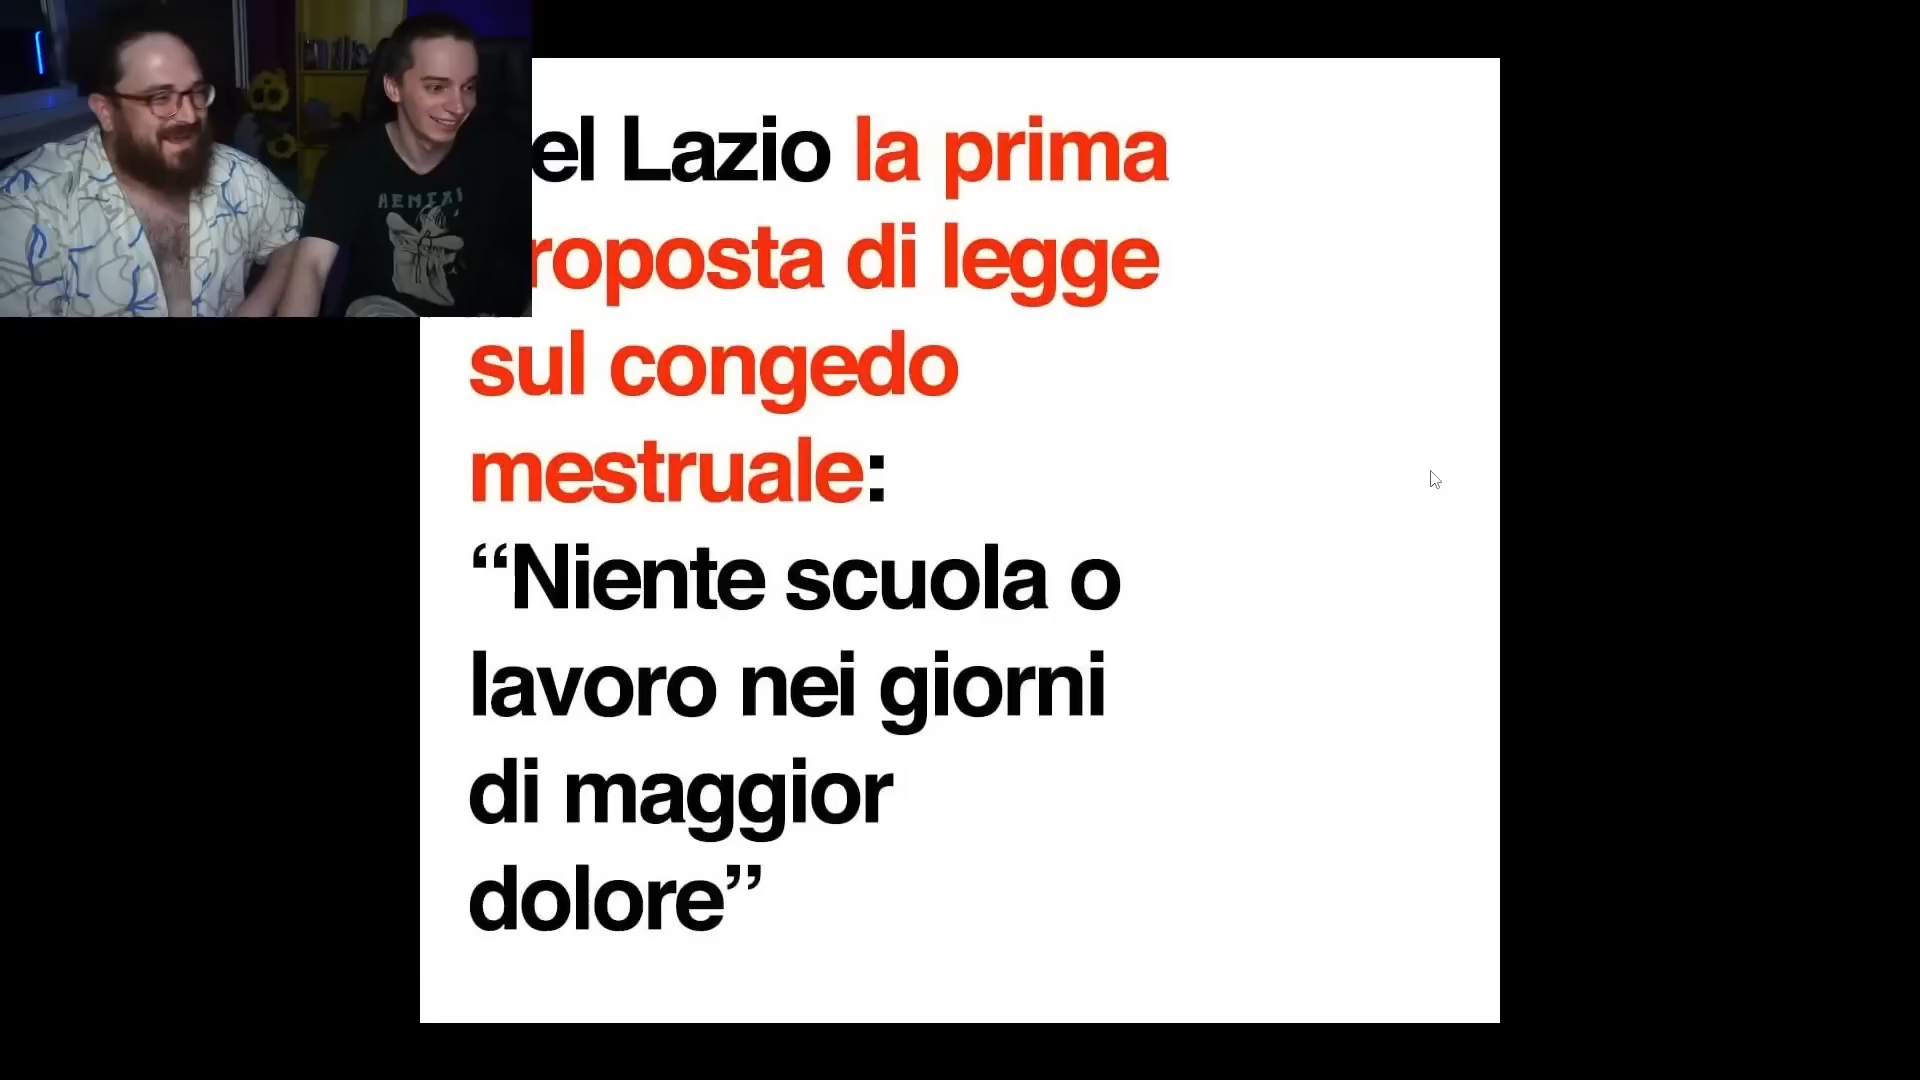 el Lazio la prima
roposta di legge
sul congedo
mestruale:
“Niente scuola o
lavoro nei giorni
di maggior
dolore”